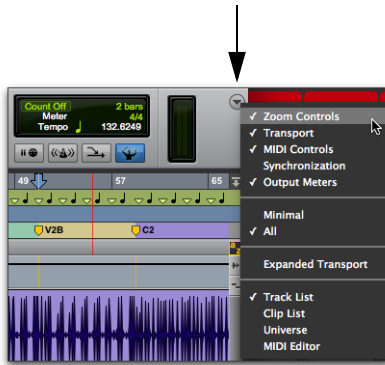 Count Off 2 bars
Meter 4/4
Tempo 132.6249
49 57 65
V2B C2
✓ Zoom Controls
✓ Transport
✓ MIDI Controls
Synchronization
✓ Output Meters
Minimal
✓ All
Expanded Transport
✓ Track List
Clip List
Universe
MIDI Editor